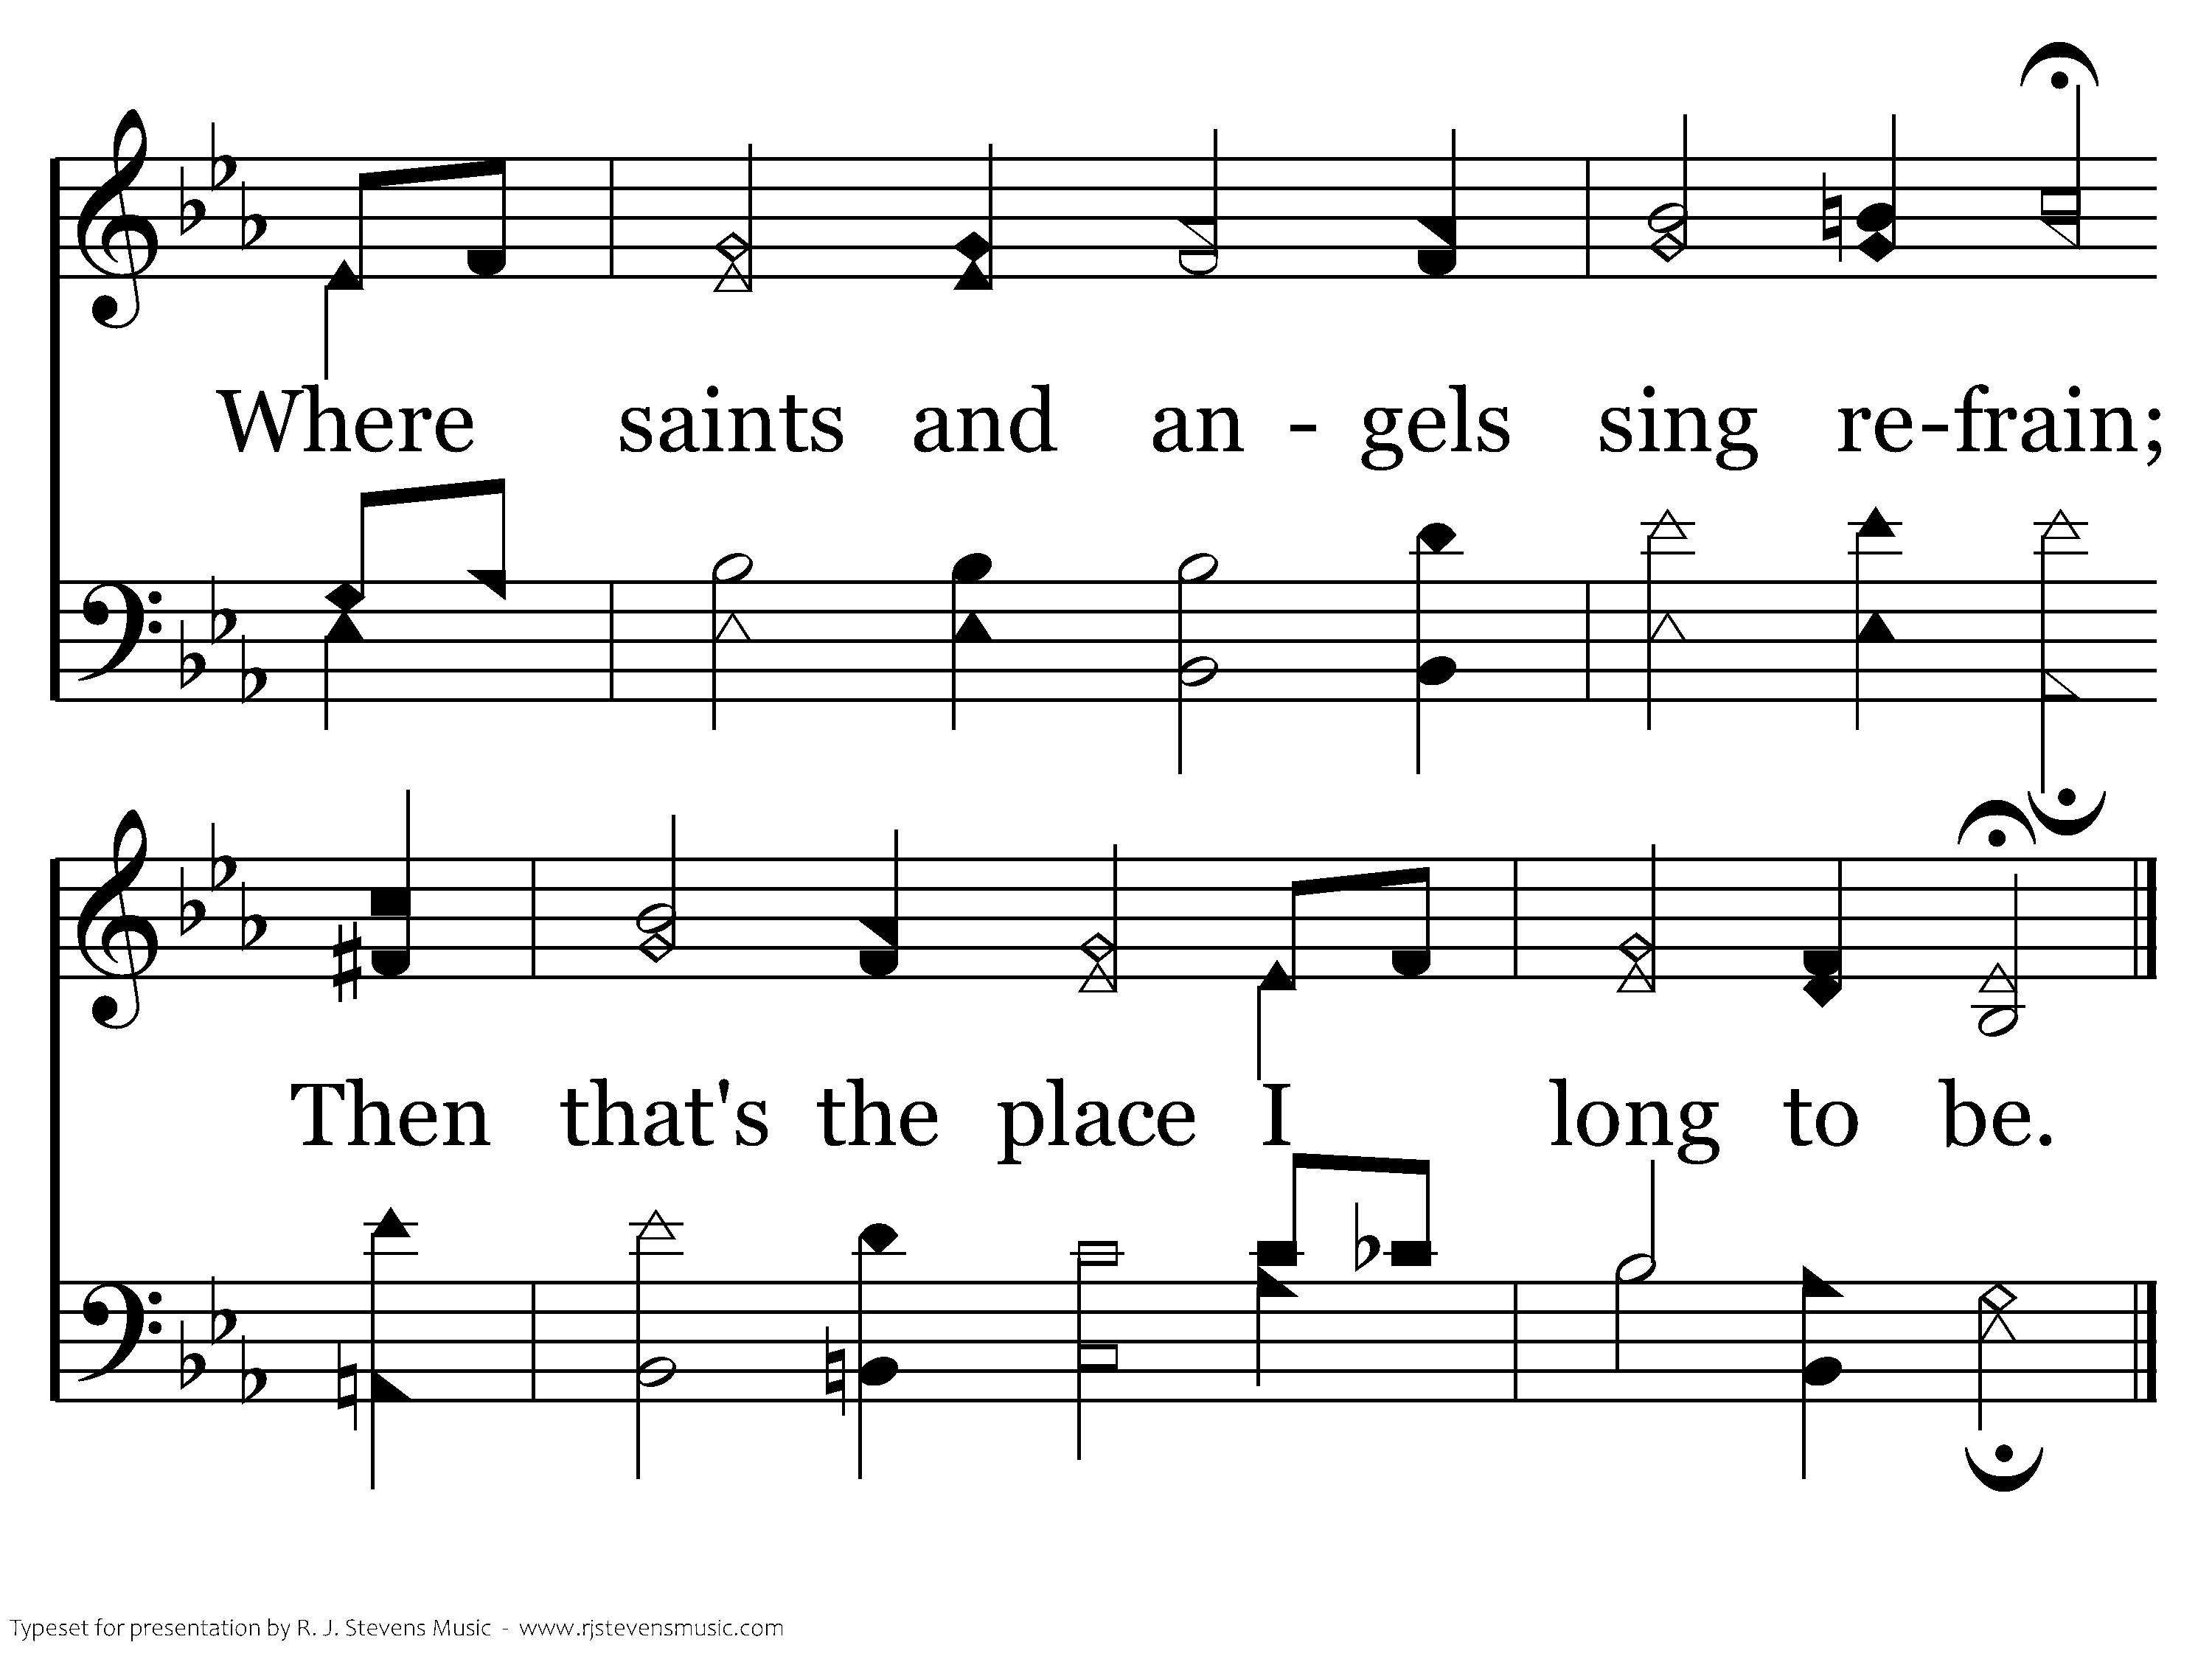 Where saints and an - gels sing re-frain;
Then that's the place I long to be.
Typeset for presentation by R. J. Stevens Music - www.rjstevensmusic.com